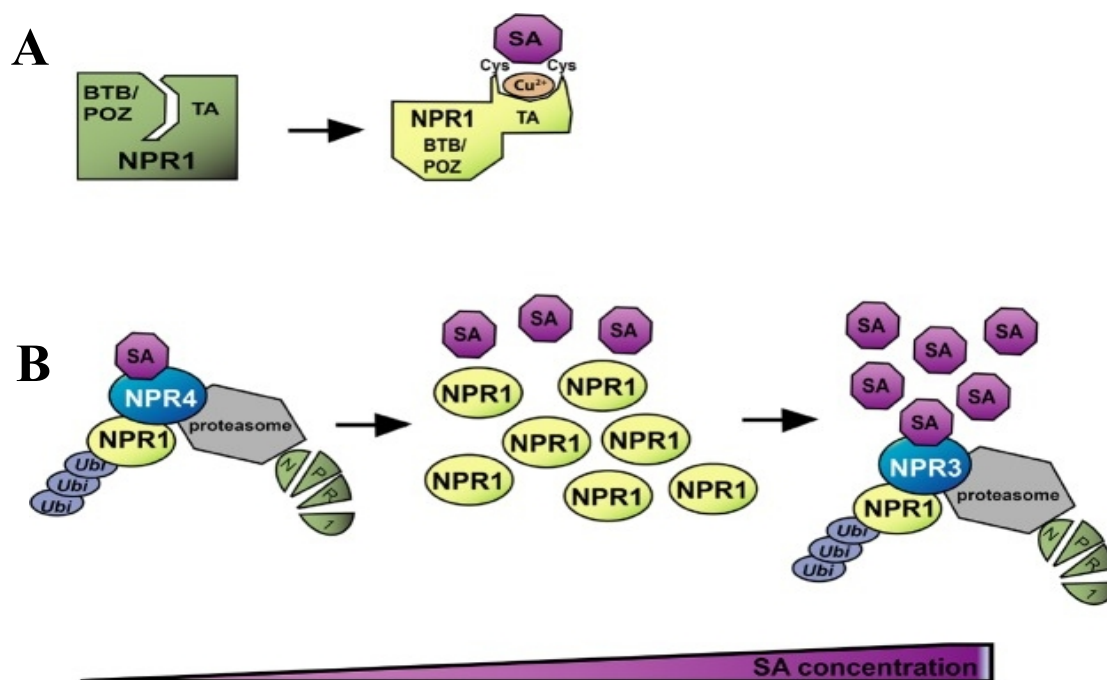 A
BTB/
POZ
TA
NPR1
SA
Cys
Cys
Cu²⁺
NPR1
TA
BTB/
POZ
B
SA
NPR4
NPR1
proteasome
Ubi
Ubi
Ubi
N
P
R
1
SA
SA
SA
NPR1
NPR1
NPR1
NPR1
NPR1
NPR1
NPR1
SA
SA
SA
SA
SA
SA
NPR3
NPR1
proteasome
Ubi
Ubi
Ubi
N
P
R
1
SA concentration